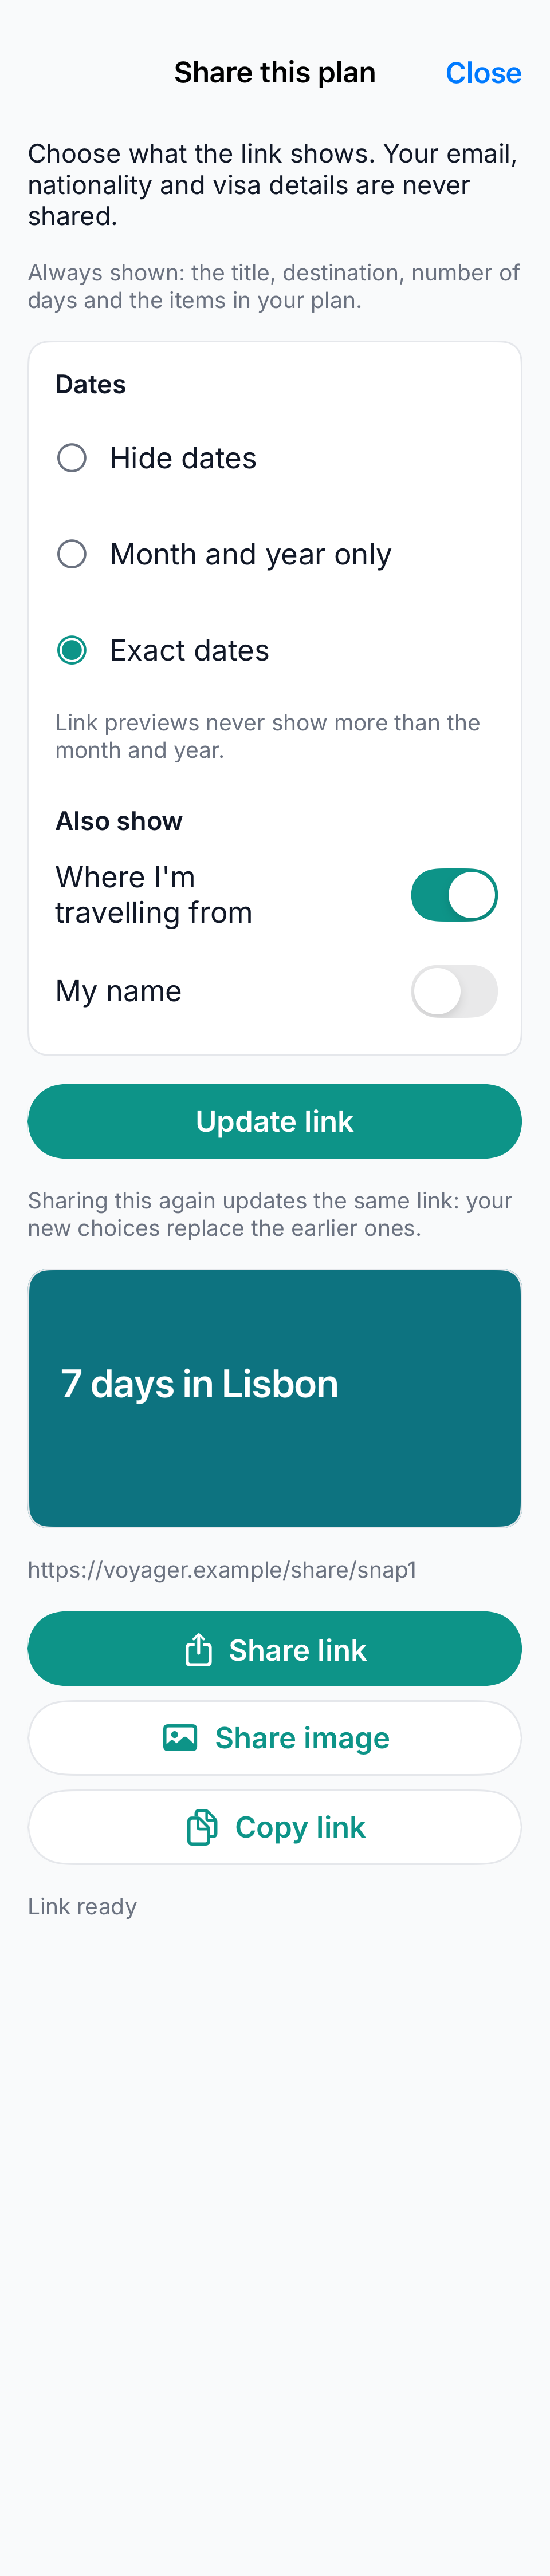 Share this plan
Close
Choose what the link shows. Your email,
nationality and visa details are never
shared.
Always shown: the title, destination, number of
days and the items in your plan.
Dates
Hide dates
Month and year only
Exact dates
Link previews never show more than the
month and year.
Also show
Where I'm
travelling from
My name
Update link
Sharing this again updates the same link: your
new choices replace the earlier ones.
7 days in Lisbon
https://voyager.example/share/snap1
Share link
Share image
Copy link
Link ready